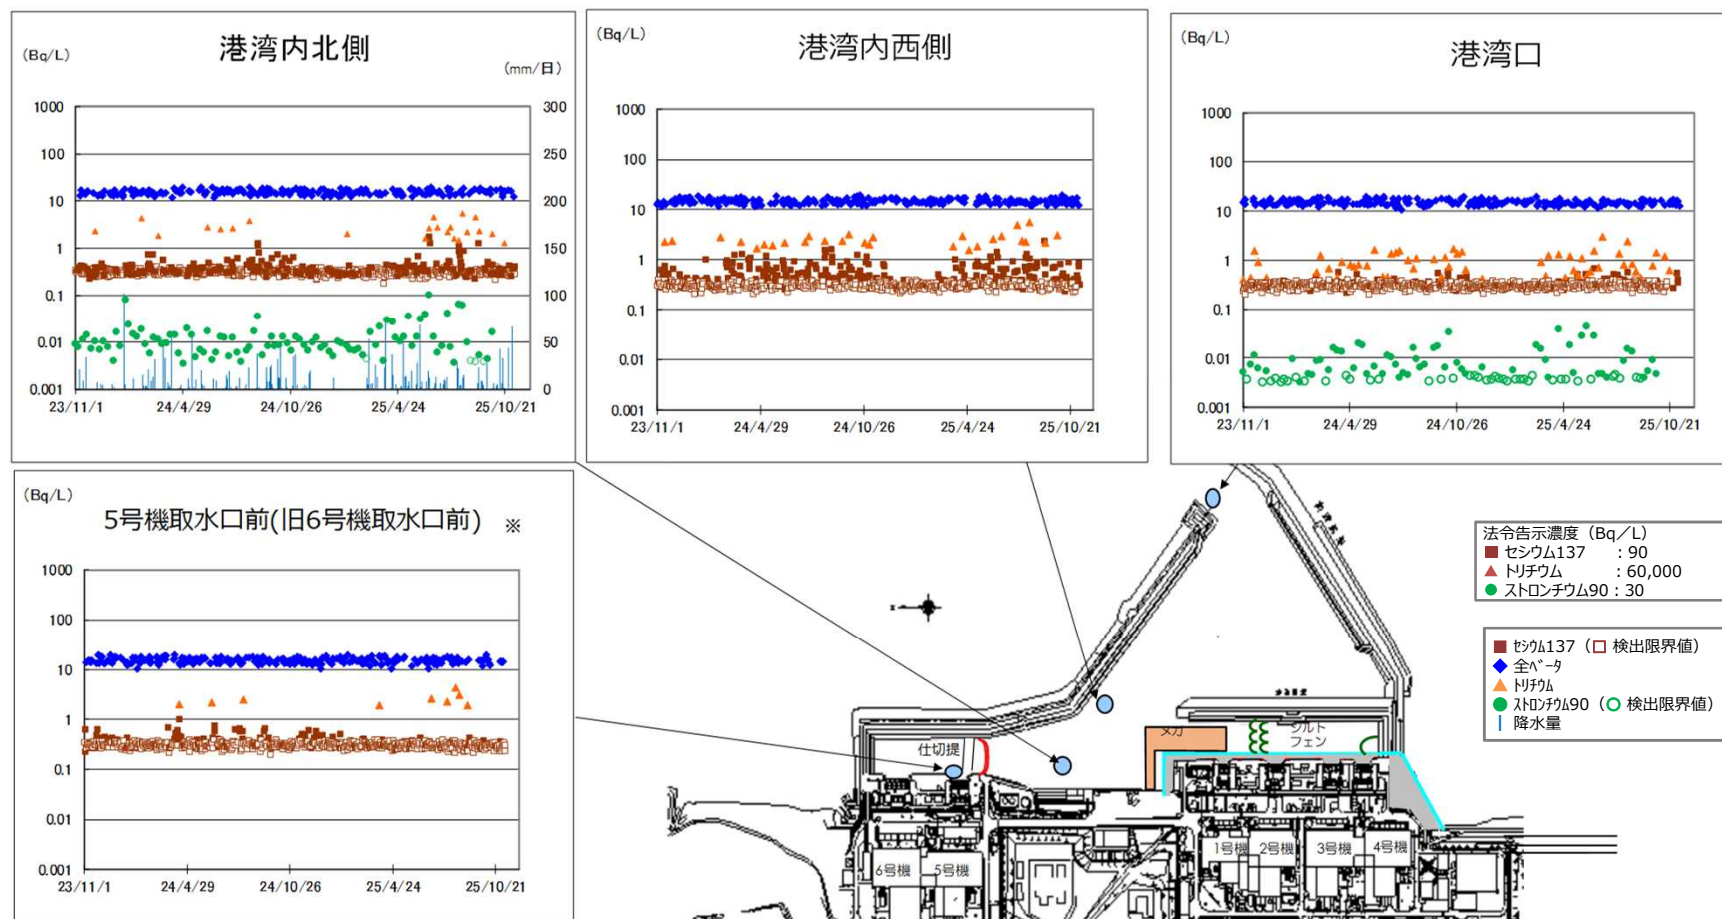 港湾内北側
(Bq/L)
(mm/日)
1000
100
10
1
0.1
0.01
0.001
300
250
200
150
100
50
0
23/11/1
24/4/29
24/10/26
25/4/24
25/10/21
港湾内西側
(Bq/L)
1000
100
10
1
0.1
0.01
0.001
23/11/1
24/4/29
24/10/26
25/4/24
25/10/21
港湾口
(Bq/L)
1000
100
10
1
0.1
0.01
0.001
23/11/1
24/4/29
24/10/26
25/4/24
25/10/21
(Bq/L)
5号機取水口前(旧6号機取水口前) ※
1000
100
10
1
0.1
0.01
0.001
23/11/1
24/4/29
24/10/26
25/4/24
25/10/21
法令告示濃度（Bq／L）
セシウム137 : 90
トリチウム : 60,000
ストロンチウム90 : 30
セシウム137（ 検出限界値）
全ベータ
トリチウム
ストロンチウム90（ 検出限界値）
降水量
仕切堤
メガ
シルト
フェン
6号機
5号機
1号機
2号機
3号機
4号機